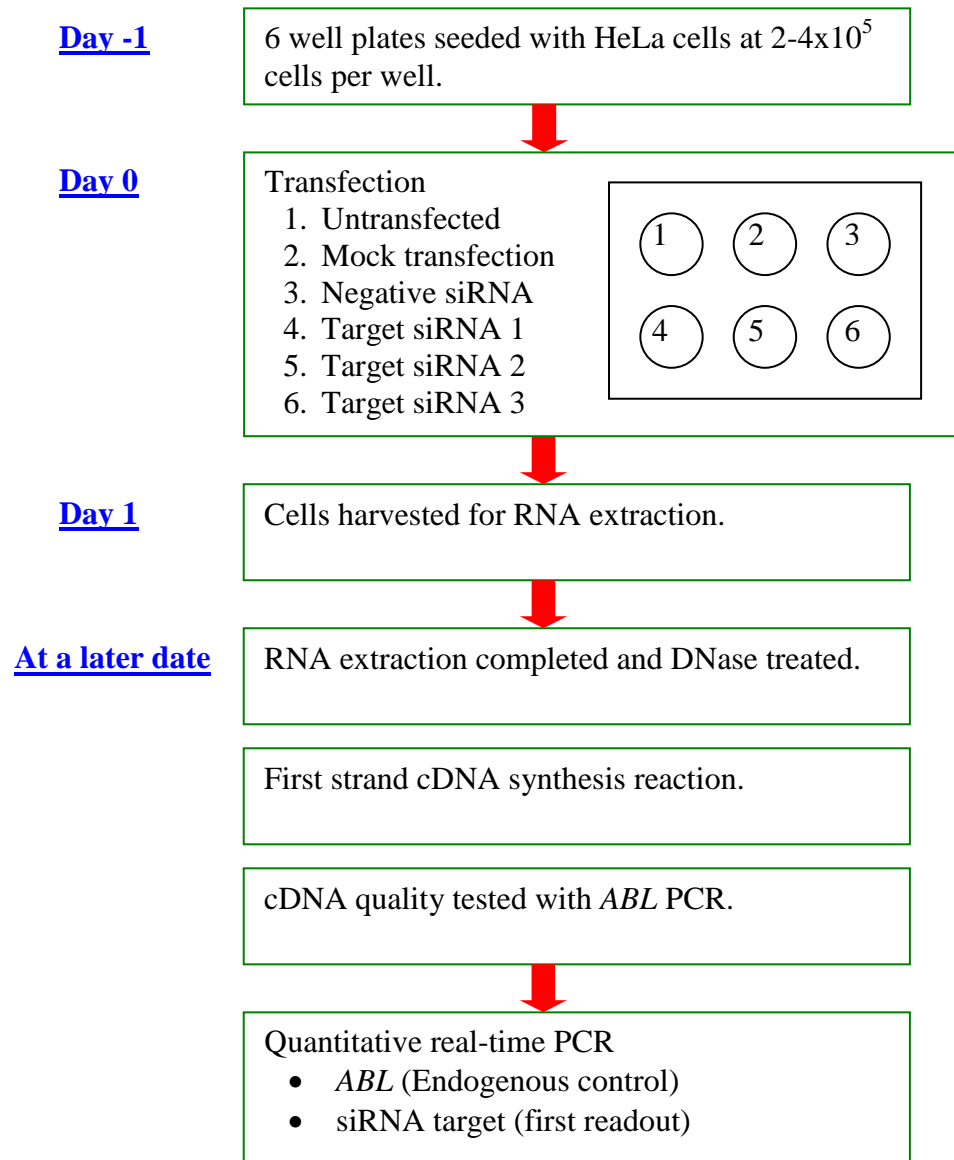 Day -1
6 well plates seeded with HeLa cells at 2-4x10⁵
cells per well.
Day 0
Transfection
1. Untransfected
2. Mock transfection
3. Negative siRNA
4. Target siRNA 1
5. Target siRNA 2
6. Target siRNA 3
1 2 3
4 5 6
Day 1
Cells harvested for RNA extraction.
At a later date
RNA extraction completed and DNase treated.
First strand cDNA synthesis reaction.
cDNA quality tested with ABL PCR.
Quantitative real-time PCR
• ABL (Endogenous control)
• siRNA target (first readout)